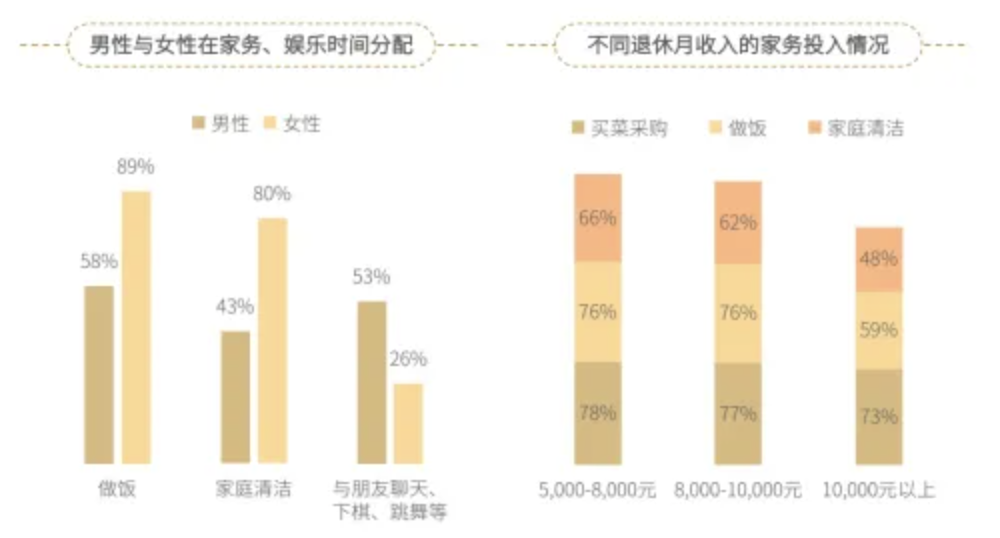 男性与女性在家务、娱乐时间分配
男性 女性
89%
58%
80%
43%
53%
26%
做饭 家庭清洁 与朋友聊天、
下棋、跳舞等
不同退休月收入的家务投入情况
买菜采购 做饭 家庭清洁
66% 62% 48%
76% 76% 59%
78% 77% 73%
5,000-8,000元 8,000-10,000元 10,000元以上